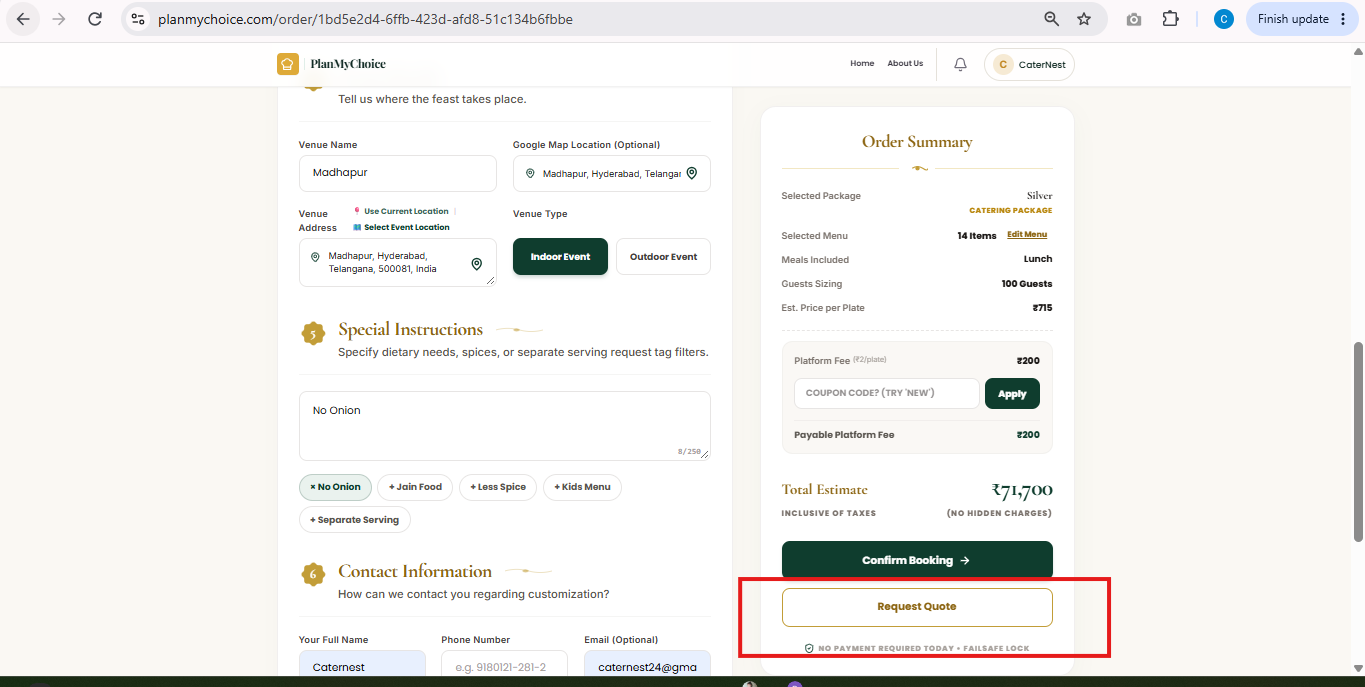 planmychoice.com/order/1bd5e2d4-6ffb-423d-afd8-51c134b6fbbe
C
Finish update
PlanMyChoice
Home
About Us
C
CaterNest
Tell us where the feast takes place.
Venue Name
Google Map Location (Optional)
Madhapur
Madhapur, Hyderabad, Telangar
Venue Address
Use Current Location |
Select Event Location
Venue Type
Madhapur, Hyderabad,
Telangana, 500081, India
Indoor Event
Outdoor Event
5
Special Instructions
Specify dietary needs, spices, or separate serving request tag filters.
No Onion
8/250
× No Onion
+ Jain Food
+ Less Spice
+ Kids Menu
+ Separate Serving
6
Contact Information
How can we contact you regarding customization?
Your Full Name
Phone Number
Email (Optional)
Caternest
e.g. 9180121-281-2
caternest24@gma
Order Summary
Selected Package
Silver
CATERING PACKAGE
Selected Menu
14 Items
Edit Menu
Meals Included
Lunch
Guests Sizing
100 Guests
Est. Price per Plate
₹715
Platform Fee (₹2/plate)
₹200
COUPON CODE? (TRY 'NEW')
Apply
Payable Platform Fee
₹200
Total Estimate
₹71,700
INCLUSIVE OF TAXES
(NO HIDDEN CHARGES)
Confirm Booking →
Request Quote
NO PAYMENT REQUIRED TODAY • FAILSAFE LOCK